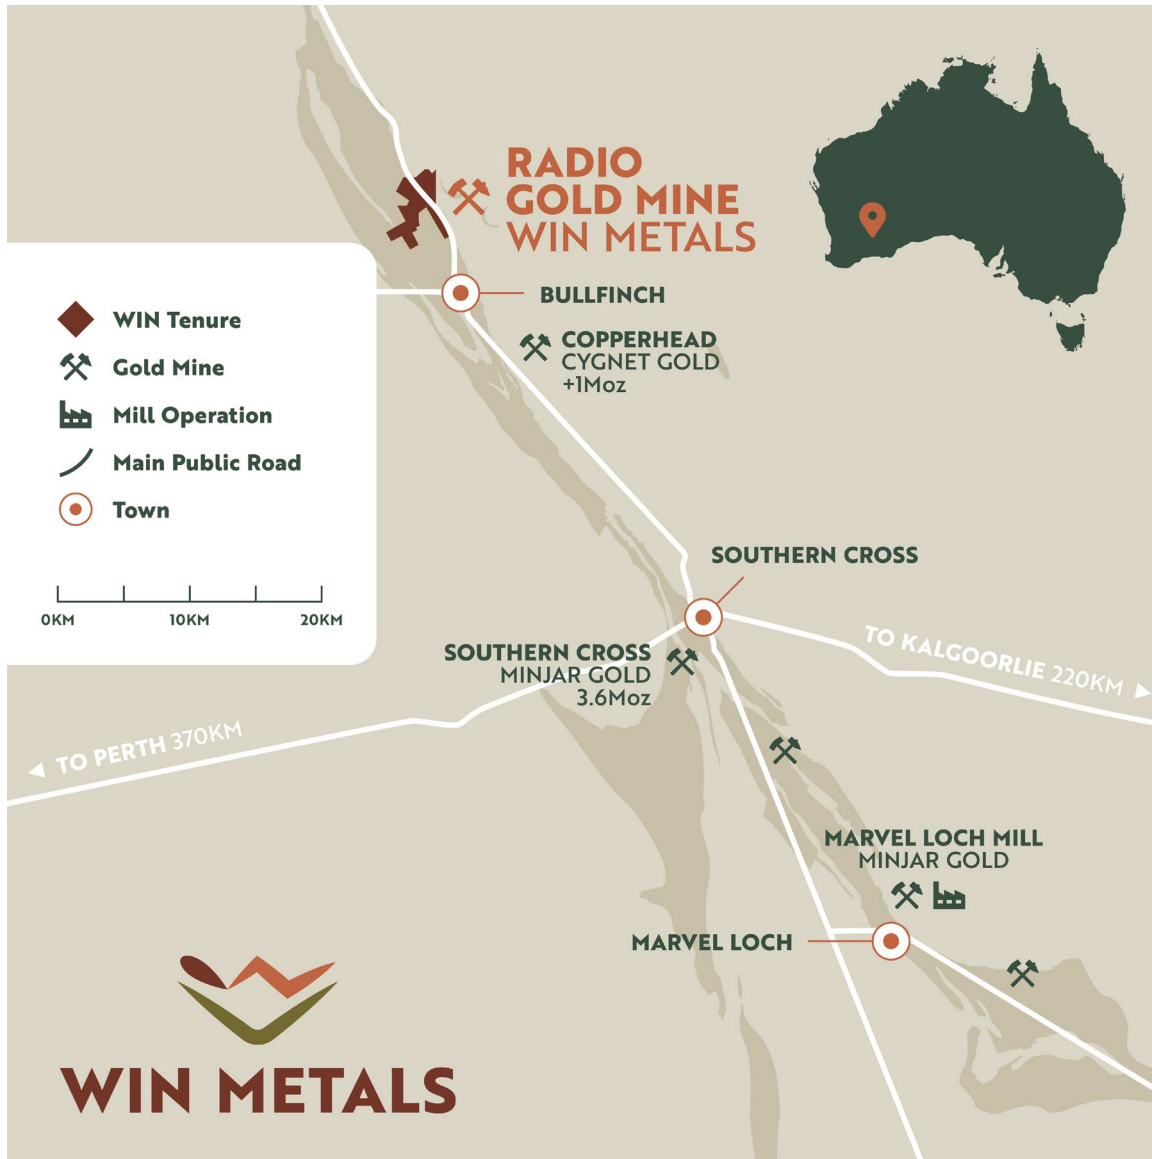 RADIO
GOLD MINE
WIN METALS
BULLFINCH
COPPERHEAD
CYGNET GOLD
+1Moz
WIN Tenure
Gold Mine
Mill Operation
Main Public Road
Town
0KM 10KM 20KM
SOUTHERN CROSS
TO KALGOORLIE 220KM
SOUTHERN CROSS
MINJAR GOLD
3.6Moz
TO PERTH 370KM
MARVEL LOCH MILL
MINJAR GOLD
MARVEL LOCH
WIN METALS